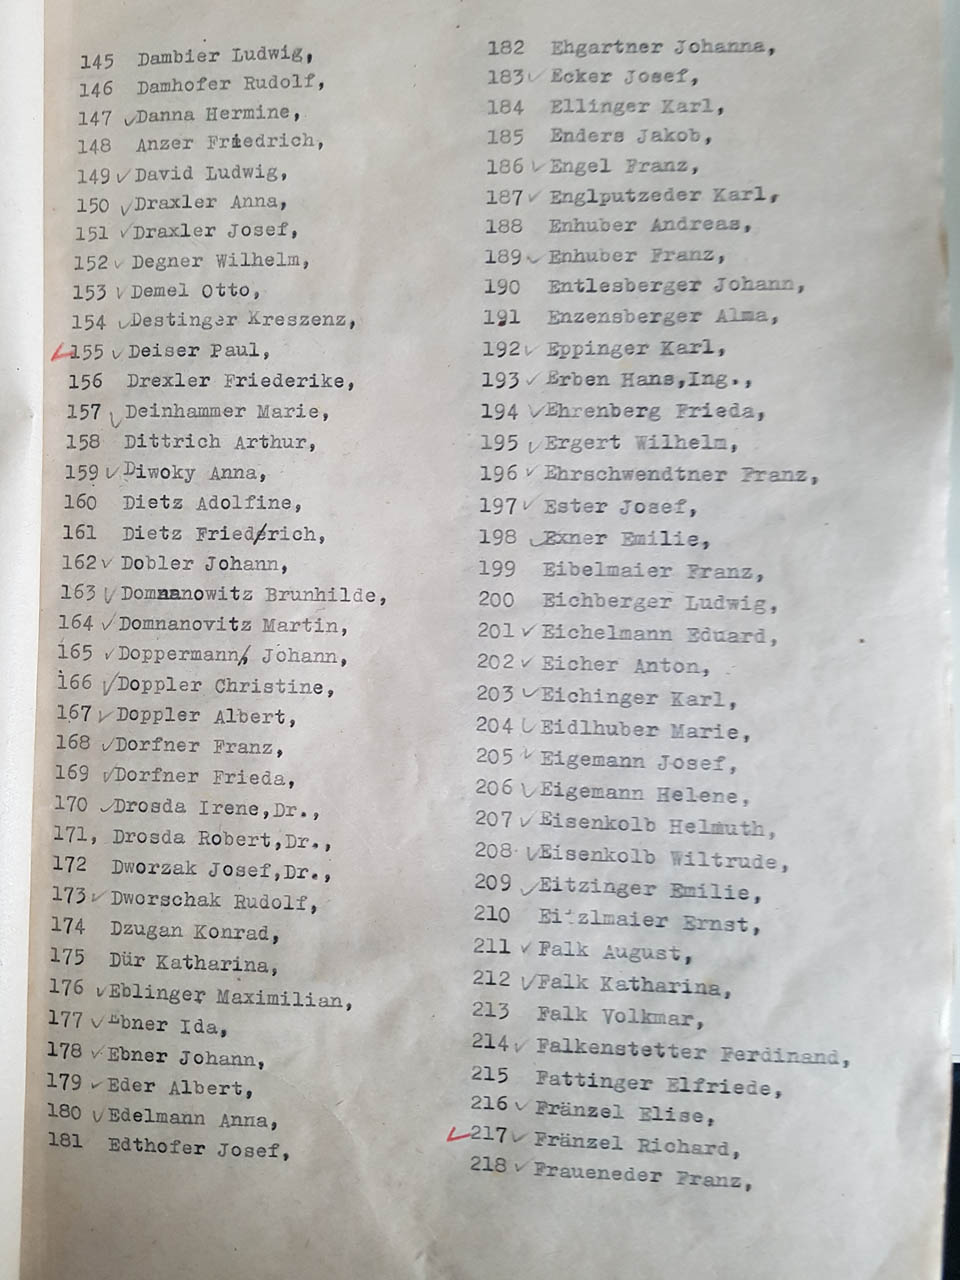 145 Dambier Ludwig,
146 Damhofer Rudolf,
147 Danna Hermine,
148 Anzer Friedrich,
149 David Ludwig,
150 Draxler Anna,
151 Draxler Josef,
152 Degner Wilhelm,
153 Demel Otto,
154 Destinger Kreszenz,
155 Deiser Paul,
156 Drexler Friederike,
157 Deinhammer Marie,
158 Dittrich Arthur,
159 Diwoky Anna,
160 Dietz Adolfine,
161 Dietz Friedrich,
162 Dobler Johann,
163 Domnanowitz Brunhilde,
164 Domnanovitz Martin,
165 Doppermann, Johann,
166 Doppler Christine,
167 Doppler Albert,
168 Dorfner Franz,
169 Dorfner Frieda,
170 Drosda Irene,Dr.,
171, Drosda Robert,Dr.,
172 Dworzak Josef,Dr.,
173 Dworschak Rudolf,
174 Dzugan Konrad,
175 Dür Katharina,
176 Eblinger Maximilian,
177 Ebner Ida,
178 Ebner Johann,
179 Eder Albert,
180 Edelmann Anna,
181 Edthofer Josef,
182 Ehgartner Johanna,
183 Ecker Josef,
184 Ellinger Karl,
185 Enders Jakob,
186 Engel Franz,
187 Englputzeder Karl,
188 Enhuber Andreas,
189 Enhuber Franz,
190 Entlesberger Johann,
191 Enzensberger Alma,
192 Eppinger Karl,
193 Erben Hans,Ing.,
194 Ehrenberg Frieda,
195 Ergert Wilhelm,
196 Ehrschwendtner Franz,
197 Ester Josef,
198 Exner Emilie,
199 Eibelmaier Franz,
200 Eichberger Ludwig,
201 Eichelmann Eduard,
202 Eicher Anton,
203 Eichinger Karl,
204 Eidlhuber Marie,
205 Eigemann Josef,
206 Eigemann Helene,
207 Eisenkolb Helmuth,
208 Eisenkolb Wiltrude,
209 Eitzinger Emilie,
210 Eitzlmaier Ernst,
211 Falk August,
212 Falk Katharina,
213 Falk Volkmar,
214 Falkenstetter Ferdinand,
215 Fattinger Elfriede,
216 Fränzel Elise,
217 Fränzel Richard,
218 Fraueneder Franz,